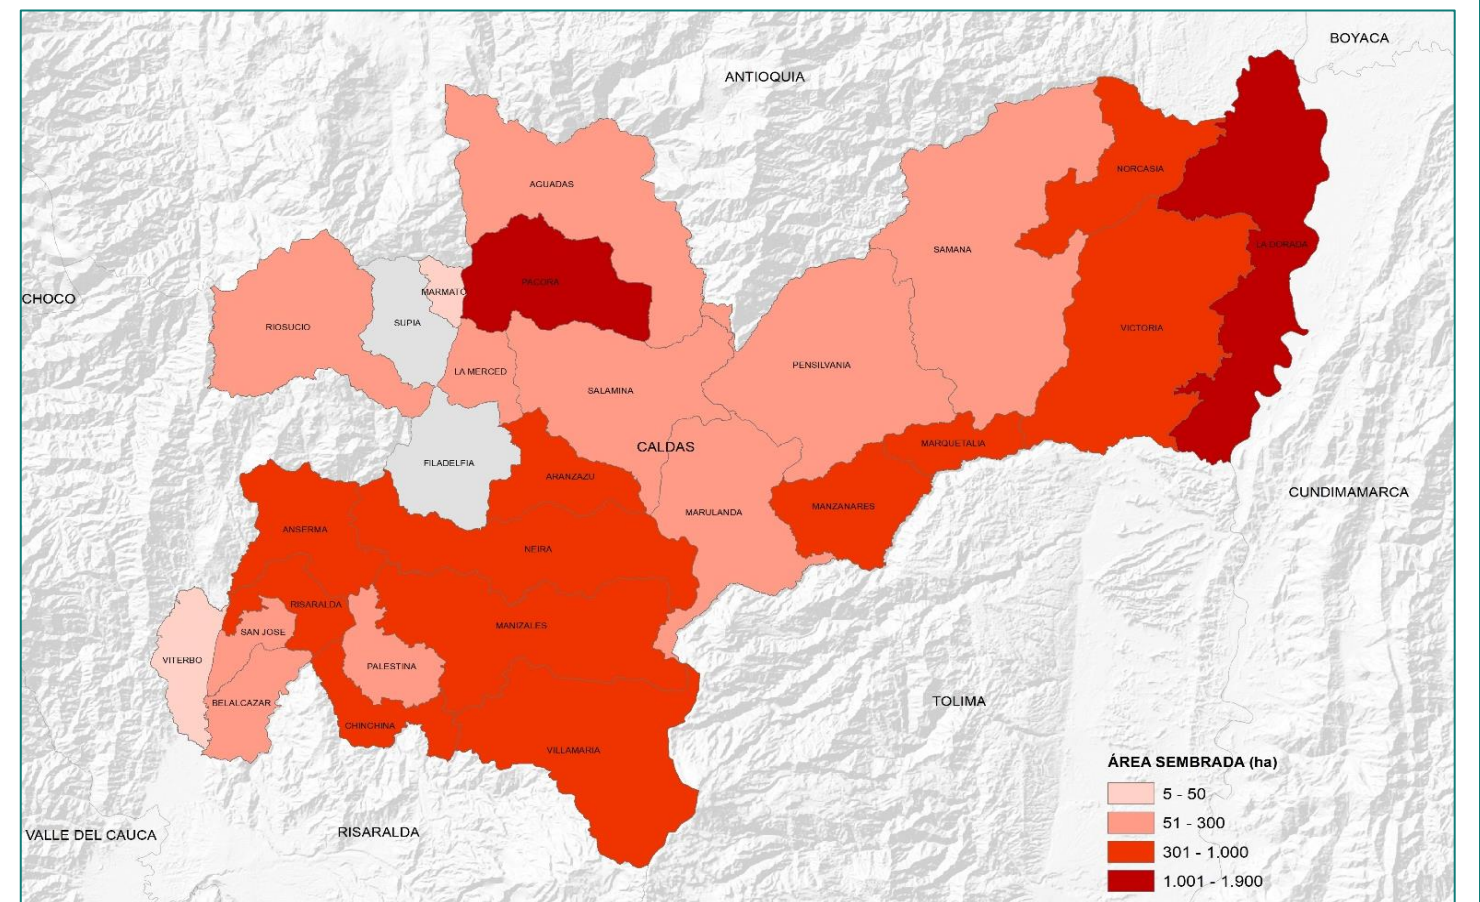 BOYACA
ANTIOQUIA
NORCASIA
AGUADAS
LA DORADA
SAMANA
PACORA
MARMATO
CHOCO
SUPIA
RIOSUCIO
VICTORIA
PENSILVANIA
LA MERCED
SALAMINA
MARQUETALIA
CALDAS
FILADELFIA
ARANZAZU
CUNDIMAMARCA
MANZANARES
MARULANDA
ANSERMA
NEIRA
RISARALDA
MANIZALES
SAN JOSE
VITERBO
PALESTINA
BELALCAZAR
TOLIMA
CHINCHINA
VILLAMARIA
ÁREA SEMBRADA (ha)
5 - 50
51 - 300
301 - 1.000
1.001 - 1.900
RISARALDA
VALLE DEL CAUCA